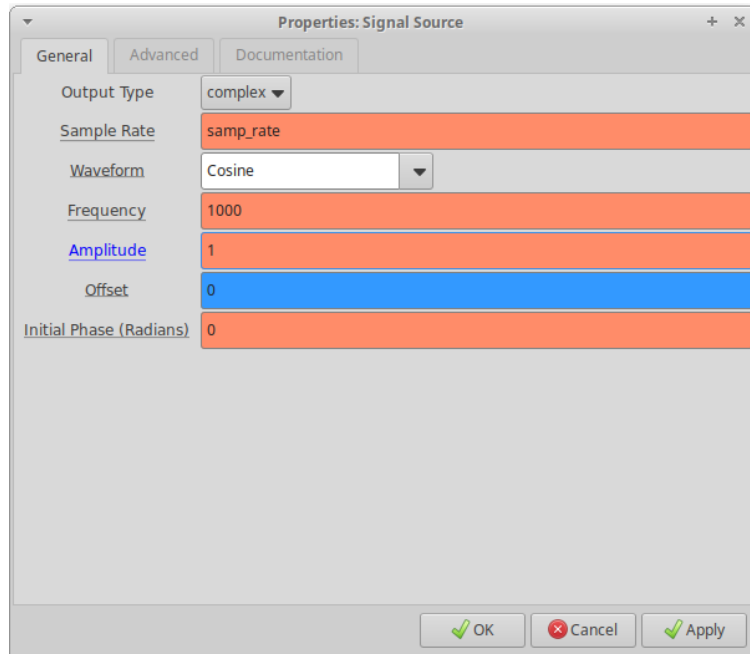 Properties: Signal Source
General Advanced Documentation
Output Type complex
Sample Rate samp_rate
Waveform Cosine
Frequency 1000
Amplitude 1
Offset 0
Initial Phase (Radians) 0
OK Cancel Apply